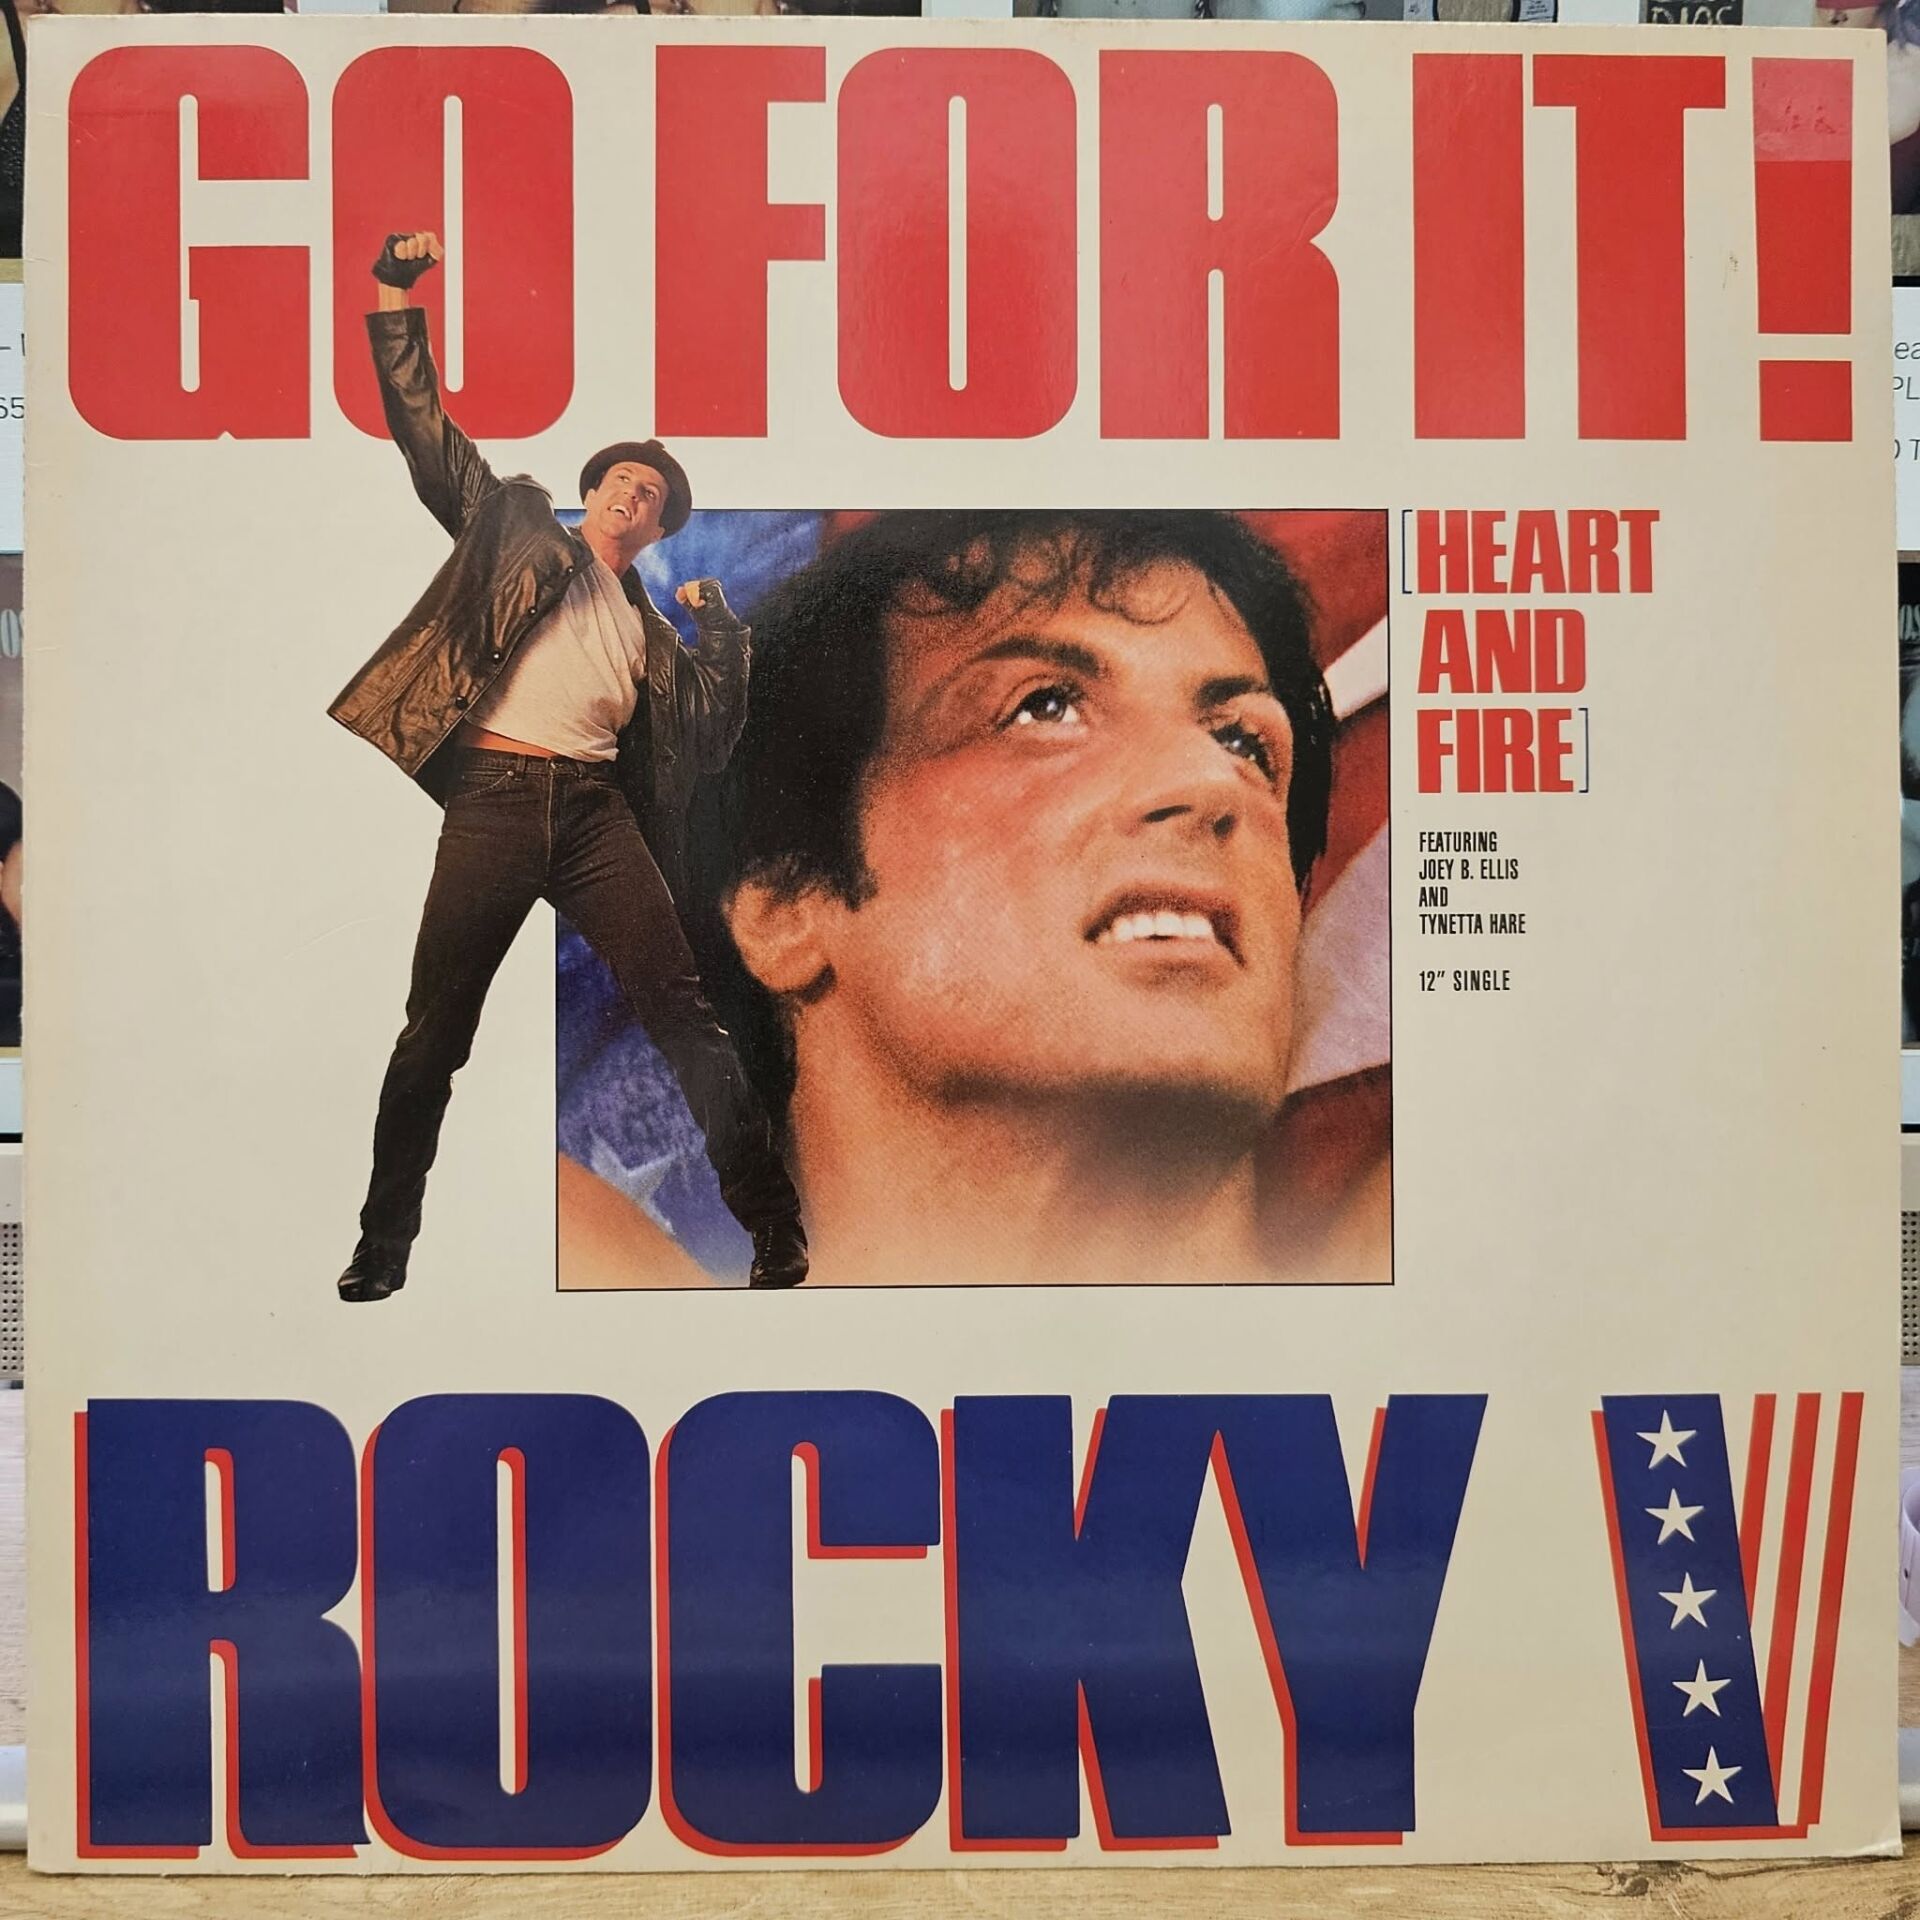 GO FOR IT!
[HEART
AND
FIRE]
FEATURING
JOEY B. ELLIS
AND
TYNETTA HARE
12" SINGLE
ROCKY V